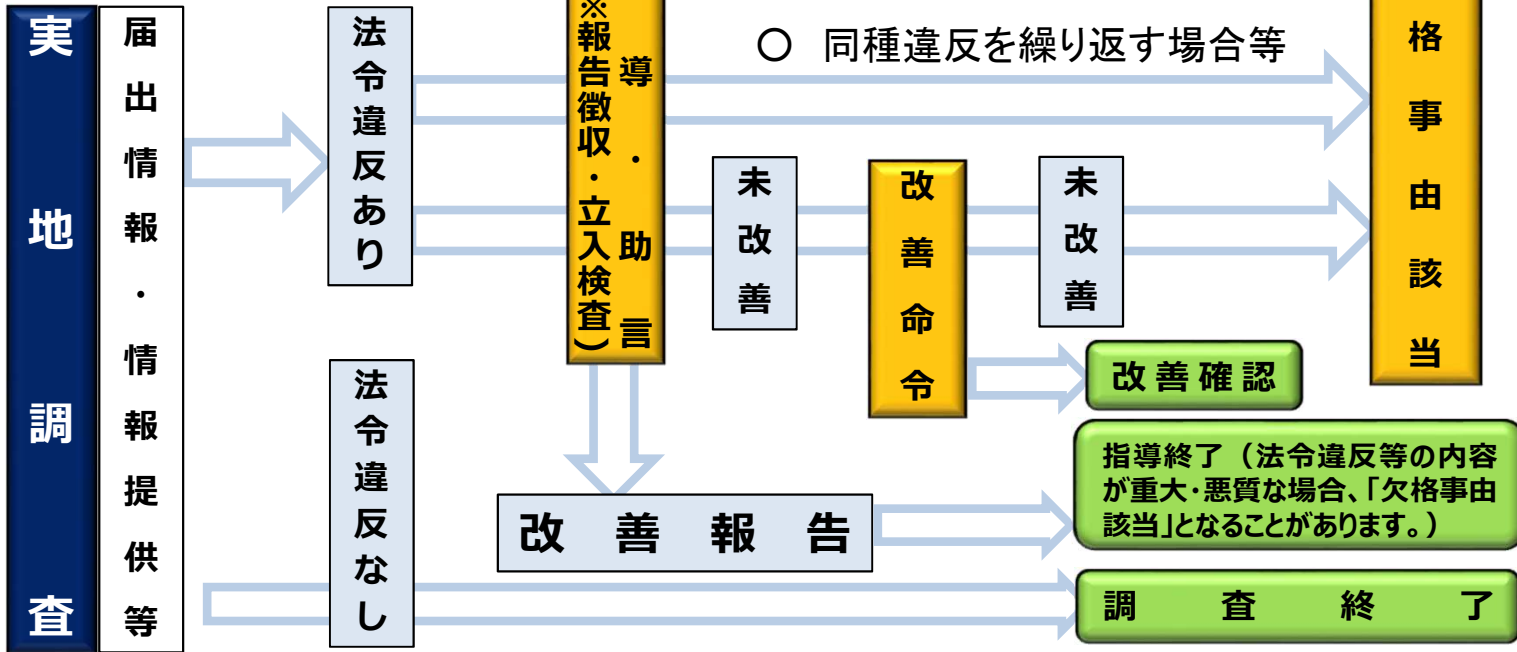 実地調査
届出情報・情報提供等
法令違反あり
導・助言
※報告徴収・立入検査）
○ 同種違反を繰り返す場合等
未改善
改善命令
未改善
格事由該当
改善確認
法令違反なし
改善報告
指導終了（法令違反等の内容
が重大・悪質な場合、「欠格事由
該当」となることがあります。）
調査終了